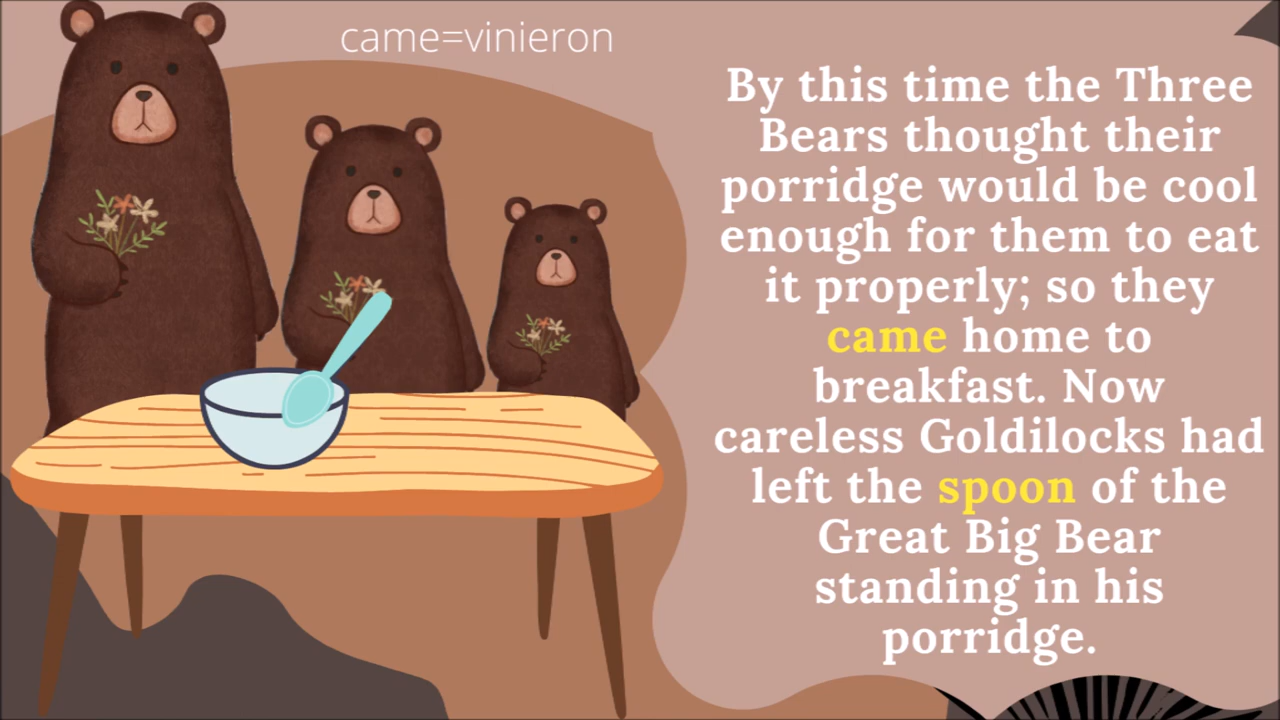 came=vinieron
By this time the Three
Bears thought their
porridge would be cool
enough for them to eat
it properly; so they
came home to
breakfast. Now
careless Goldilocks had
left the spoon of the
Great Big Bear
standing in his
porridge.